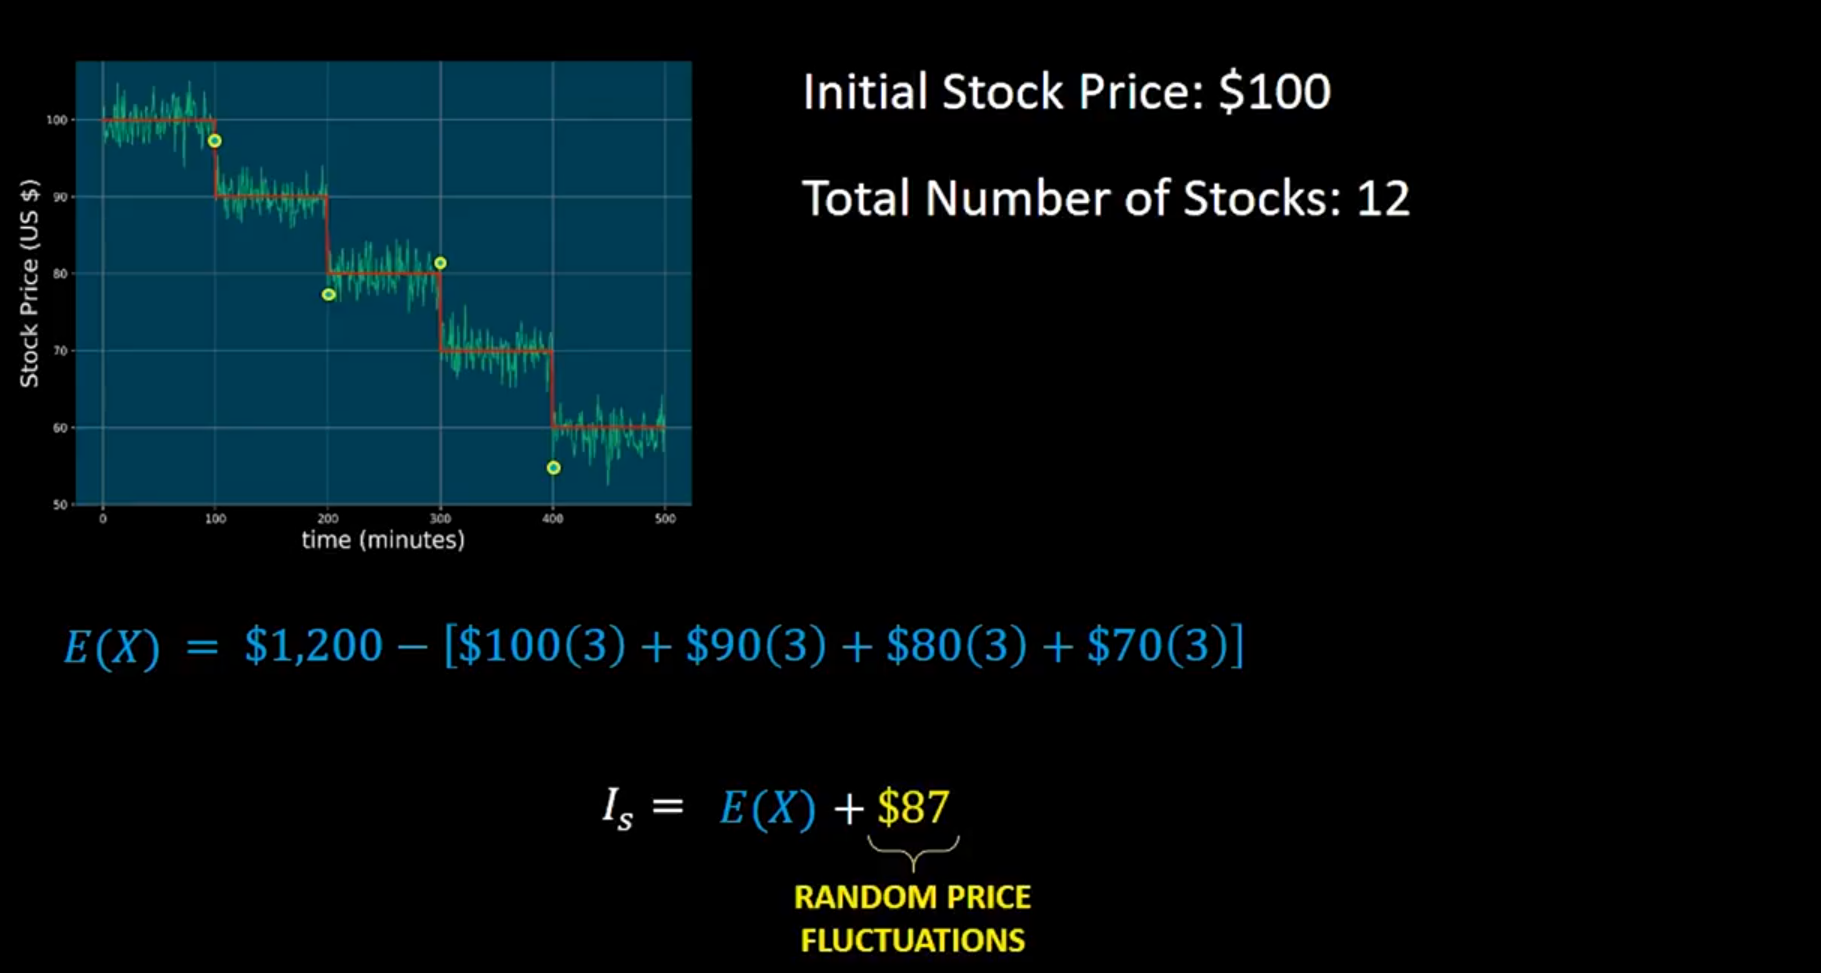 Initial Stock Price: $100
Total Number of Stocks: 12
Stock Price (US $)
100
90
80
70
60
50
0 100 200 300 400 500
time (minutes)
E(X) = $1,200 − [$100(3) + $90(3) + $80(3) + $70(3)]
Iₛ = E(X) + $87
RANDOM PRICE
FLUCTUATIONS